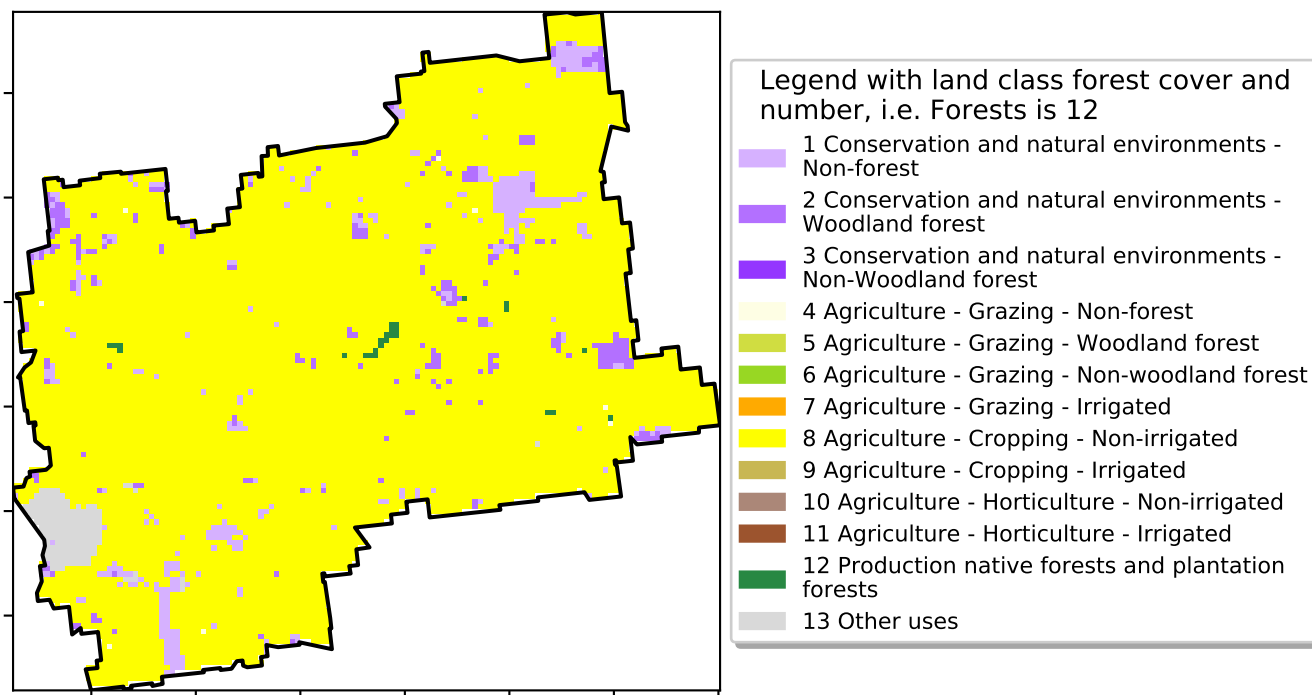 Legend with land class forest cover and
number, i.e. Forests is 12
1 Conservation and natural environments -
Non-forest
2 Conservation and natural environments -
Woodland forest
3 Conservation and natural environments -
Non-Woodland forest
4 Agriculture - Grazing - Non-forest
5 Agriculture - Grazing - Woodland forest
6 Agriculture - Grazing - Non-woodland forest
7 Agriculture - Grazing - Irrigated
8 Agriculture - Cropping - Non-irrigated
9 Agriculture - Cropping - Irrigated
10 Agriculture - Horticulture - Non-irrigated
11 Agriculture - Horticulture - Irrigated
12 Production native forests and plantation
forests
13 Other uses